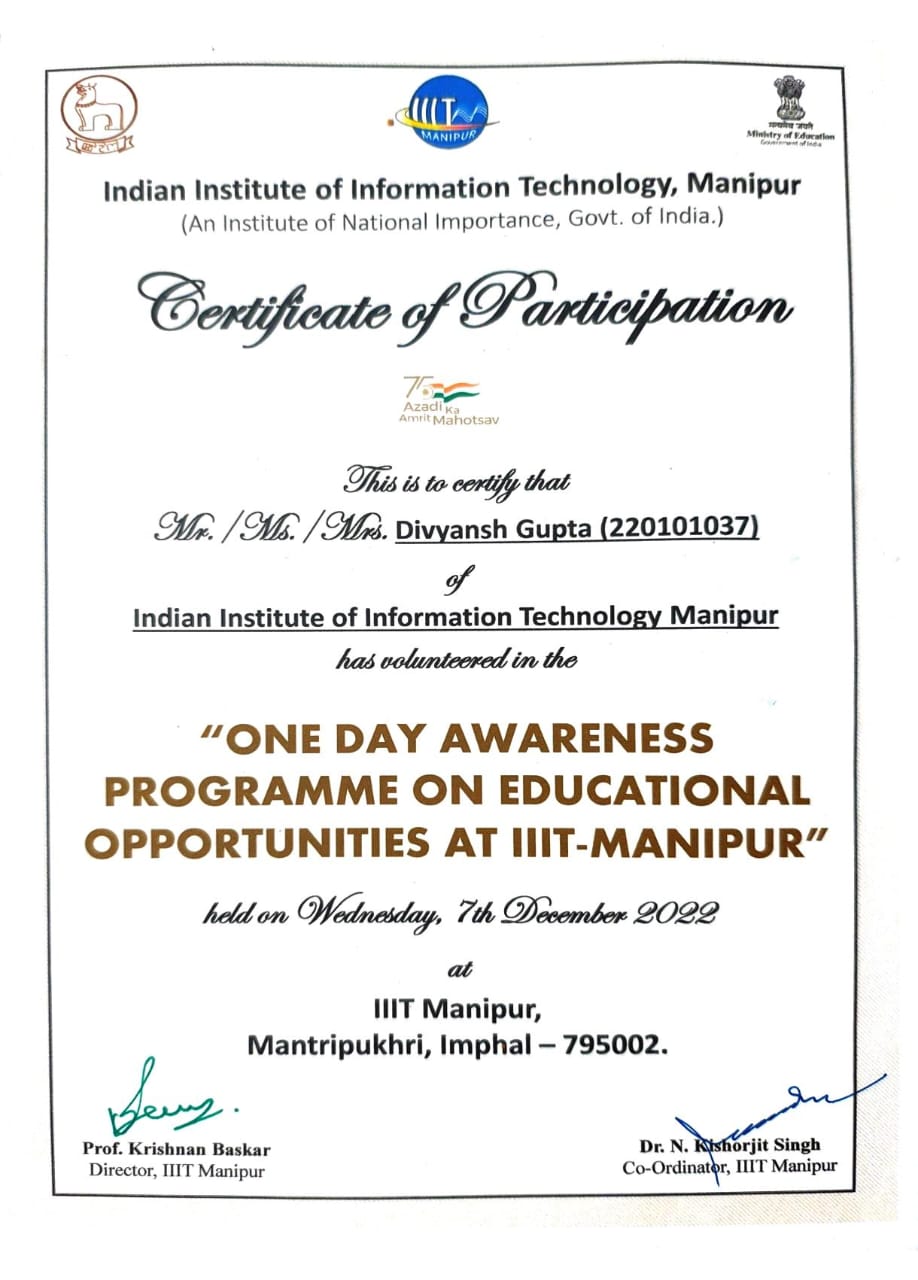 IIIT
MANIPUR
सत्यमेव जयते
Ministry of Education
Government of India
Indian Institute of Information Technology, Manipur
(An Institute of National Importance, Govt. of India.)
Certificate of Participation
75
Azadi Ka
Amrit Mahotsav
This is to certify that
Mr. /Ms. /Mrs. Divyansh Gupta (220101037)
of
Indian Institute of Information Technology Manipur
has volunteered in the
“ONE DAY AWARENESS
PROGRAMME ON EDUCATIONAL
OPPORTUNITIES AT IIIT-MANIPUR”
held on Wednesday, 7th December 2022
at
IIIT Manipur,
Mantripukhri, Imphal – 795002.
Prof. Krishnan Baskar
Director, IIIT Manipur
Dr. N. Kishorjit Singh
Co-Ordinator, IIIT Manipur